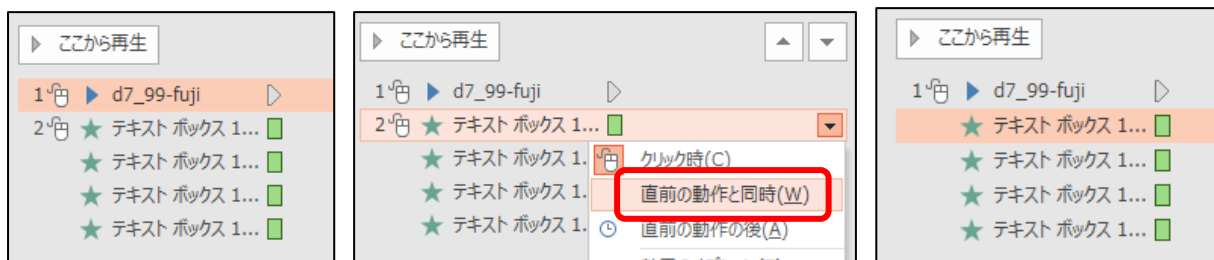 ここから再生
1 d7_99-fuji
2 テキスト ボックス 1...
テキスト ボックス 1...
テキスト ボックス 1...
テキスト ボックス 1...
ここから再生
1 d7_99-fuji
2 テキスト ボックス 1...
テキスト ボックス 1.
テキスト ボックス 1.
テキスト ボックス 1.
クリック時(C)
直前の動作と同時(W)
直前の動作の後(A)
ここから再生
1 d7_99-fuji
テキスト ボックス 1...
テキスト ボックス 1...
テキスト ボックス 1...
テキスト ボックス 1...